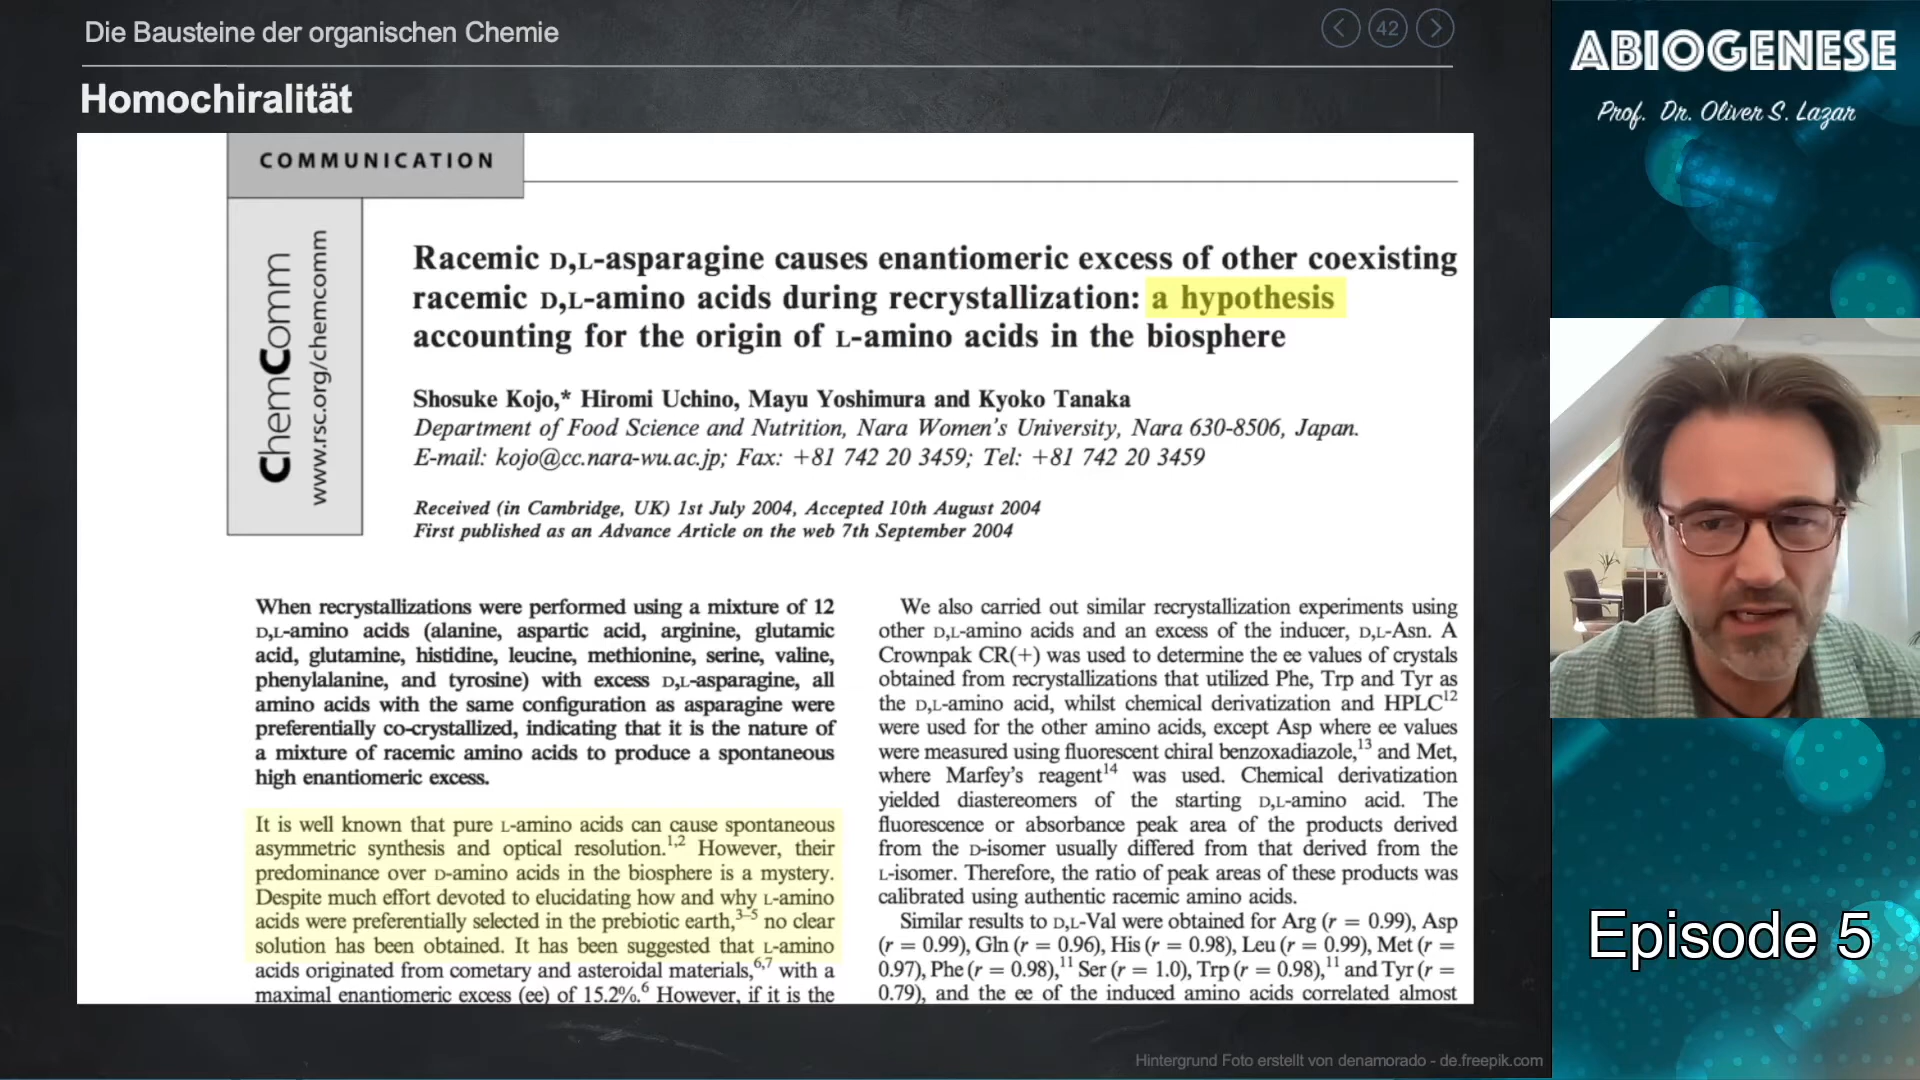 Die Bausteine der organischen Chemie
42
Homochiralität
COMMUNICATION
ChemComm
www.rsc.org/chemcomm
Racemic D,L-asparagine causes enantiomeric excess of other coexisting
racemic D,L-amino acids during recrystallization: a hypothesis
accounting for the origin of L-amino acids in the biosphere
Shosuke Kojo,* Hiromi Uchino, Mayu Yoshimura and Kyoko Tanaka
Department of Food Science and Nutrition, Nara Women's University, Nara 630-8506, Japan.
E-mail: kojo@cc.nara-wu.ac.jp; Fax: +81 742 20 3459; Tel: +81 742 20 3459
Received (in Cambridge, UK) 1st July 2004, Accepted 10th August 2004
First published as an Advance Article on the web 7th September 2004
When recrystallizations were performed using a mixture of 12
D,L-amino acids (alanine, aspartic acid, arginine, glutamic
acid, glutamine, histidine, leucine, methionine, serine, valine,
phenylalanine, and tyrosine) with excess D,L-asparagine, all
amino acids with the same configuration as asparagine were
preferentially co-crystallized, indicating that it is the nature of
a mixture of racemic amino acids to produce a spontaneous
high enantiomeric excess.
It is well known that pure L-amino acids can cause spontaneous
asymmetric synthesis and optical resolution.1,2 However, their
predominance over D-amino acids in the biosphere is a mystery.
Despite much effort devoted to elucidating how and why L-amino
acids were preferentially selected in the prebiotic earth,3–5 no clear
solution has been obtained. It has been suggested that L-amino
acids originated from cometary and asteroidal materials,6,7 with a
maximal enantiomeric excess (ee) of 15.2%.6 However, if it is the
We also carried out similar recrystallization experiments using
other D,L-amino acids and an excess of the inducer, D,L-Asn. A
Crownpak CR(+) was used to determine the ee values of crystals
obtained from recrystallizations that utilized Phe, Trp and Tyr as
the D,L-amino acid, whilst chemical derivatization and HPLC12
were used for the other amino acids, except Asp where ee values
were measured using fluorescent chiral benzoxadiazole,13 and Met,
where Marfey's reagent14 was used. Chemical derivatization
yielded diastereomers of the starting D,L-amino acid. The
fluorescence or absorbance peak area of the products derived
from the D-isomer usually differed from that derived from the
L-isomer. Therefore, the ratio of peak areas of these products was
calibrated using authentic racemic amino acids.
Similar results to D,L-Val were obtained for Arg (r = 0.99), Asp
(r = 0.99), Gln (r = 0.96), His (r = 0.98), Leu (r = 0.99), Met (r =
0.97), Phe (r = 0.98),11 Ser (r = 1.0), Trp (r = 0.98),11 and Tyr (r =
0.79), and the ee of the induced amino acids correlated almost
Hintergrund Foto erstellt von denamorado - de.freepik.com
ABIOGENESE
Prof. Dr. Oliver S. Lazar
Episode 5